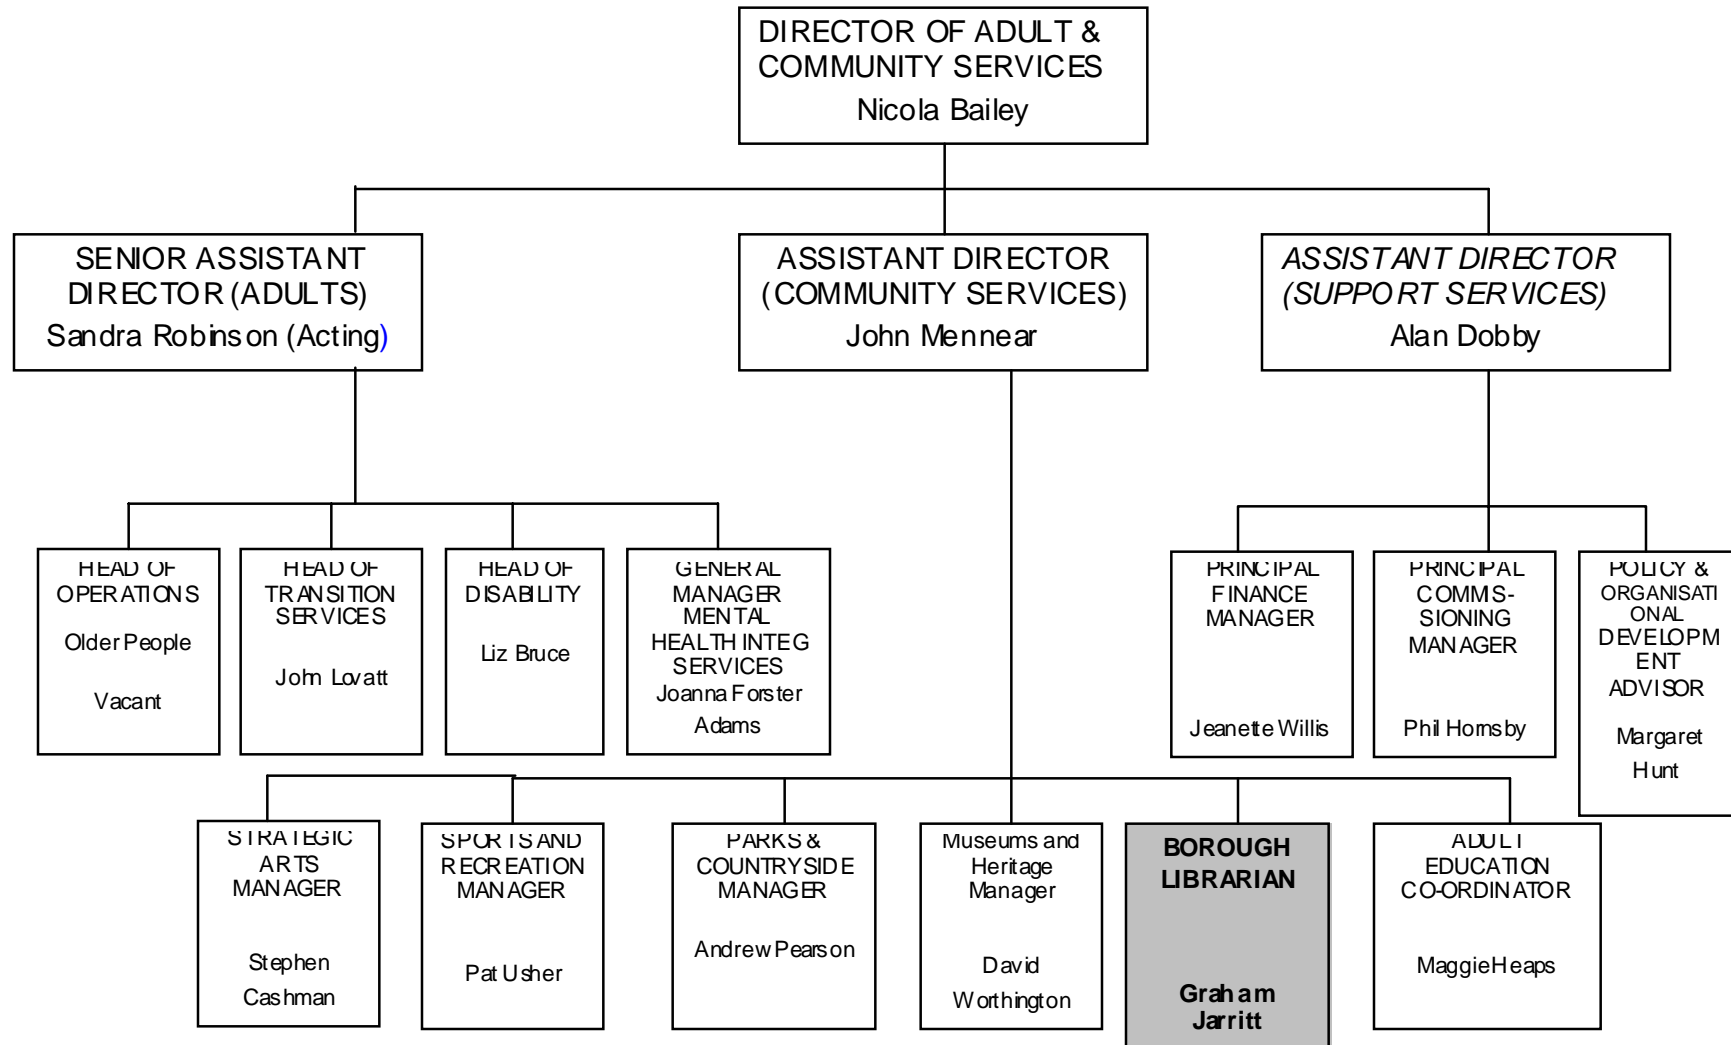 DIRECTOR OF ADULT &
COMMUNITY SERVICES
Nicola Bailey
SENIOR ASSISTANT
DIRECTOR (ADULTS)
Sandra Robinson (Acting)
ASSISTANT DIRECTOR
(COMMUNITY SERVICES)
John Mennear
ASSISTANT DIRECTOR
(SUPPORT SERVICES)
Alan Dobby
HEAD OF
OPERATIONS
Older People
Vacant
HEAD OF
TRANSITION
SERVICES
John Lovatt
HEAD OF
DISABILITY
Liz Bruce
GENERAL
MANAGER
MENTAL
HEALTH INTEG
SERVICES
Joanna Forster
Adams
PRINCIPAL
FINANCE
MANAGER
Jeanette Willis
PRINCIPAL
COMMIS-
SIONING
MANAGER
Phil Hornsby
POLICY &
ORGANISATI
ONAL
DEVELOPM
ENT
ADVISOR
Margaret
Hunt
STRATEGIC
ARTS
MANAGER
Stephen
Cashman
SPORTS AND
RECREATION
MANAGER
Pat Usher
PARKS &
COUNTRYSIDE
MANAGER
Andrew Pearson
Museums and
Heritage
Manager
David
Worthington
BOROUGH
LIBRARIAN
Graham
Jarritt
ADULT
EDUCATION
CO-ORDINATOR
Maggie Heaps